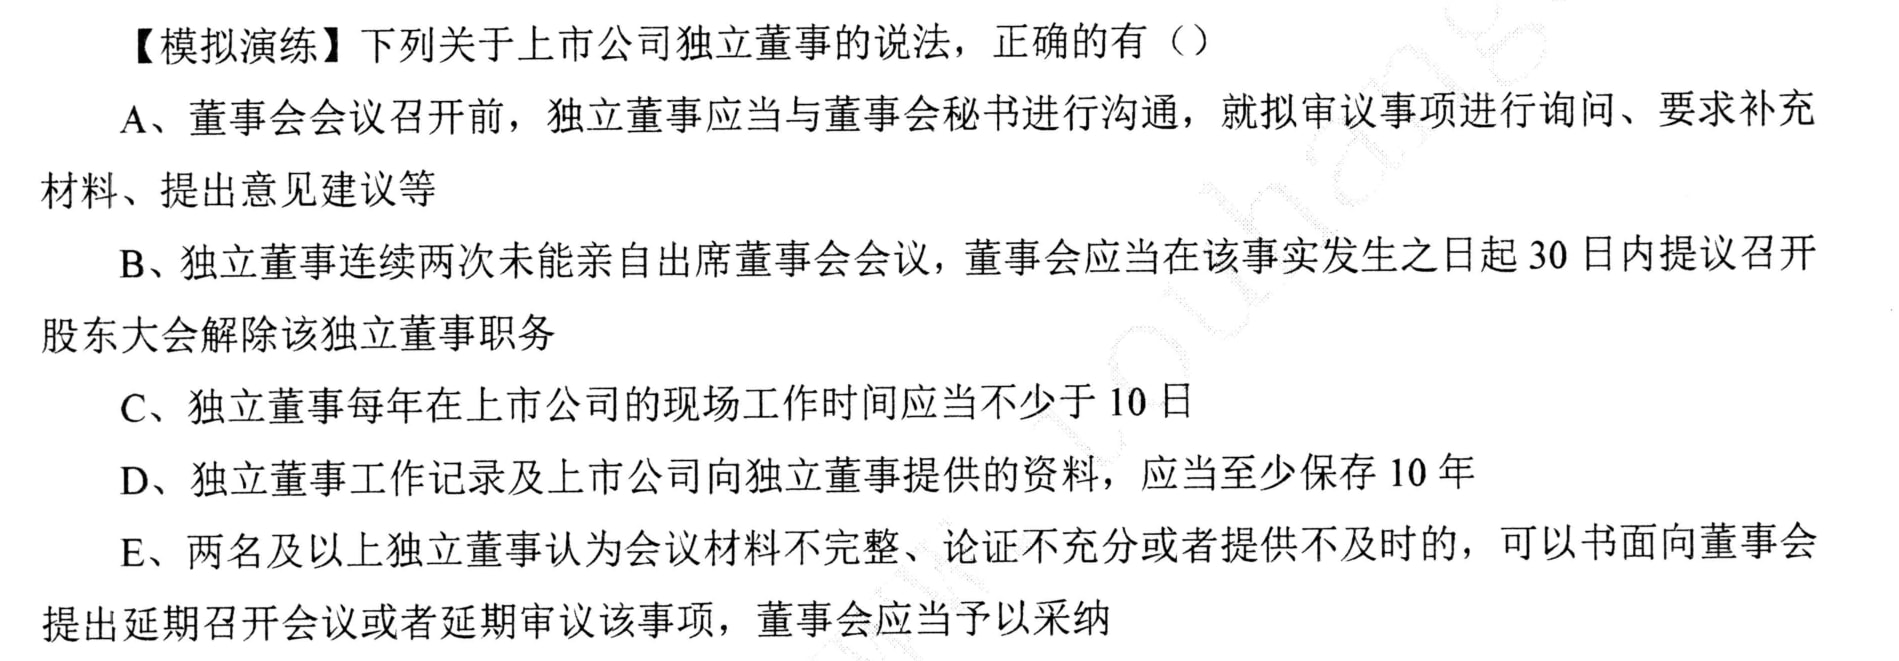 【模拟演练】下列关于上市公司独立董事的说法，正确的有（）
A、董事会会议召开前，独立董事应当与董事会秘书进行沟通，就拟审议事项进行询问、要求补充
材料、提出意见建议等
B、独立董事连续两次未能亲自出席董事会会议，董事会应当在该事实发生之日起 30 日内提议召开
股东大会解除该独立董事职务
C、独立董事每年在上市公司的现场工作时间应当不少于 10 日
D、独立董事工作记录及上市公司向独立董事提供的资料，应当至少保存 10 年
E、两名及以上独立董事认为会议材料不完整、论证不充分或者提供不及时的，可以书面向董事会
提出延期召开会议或者延期审议该事项，董事会应当予以采纳